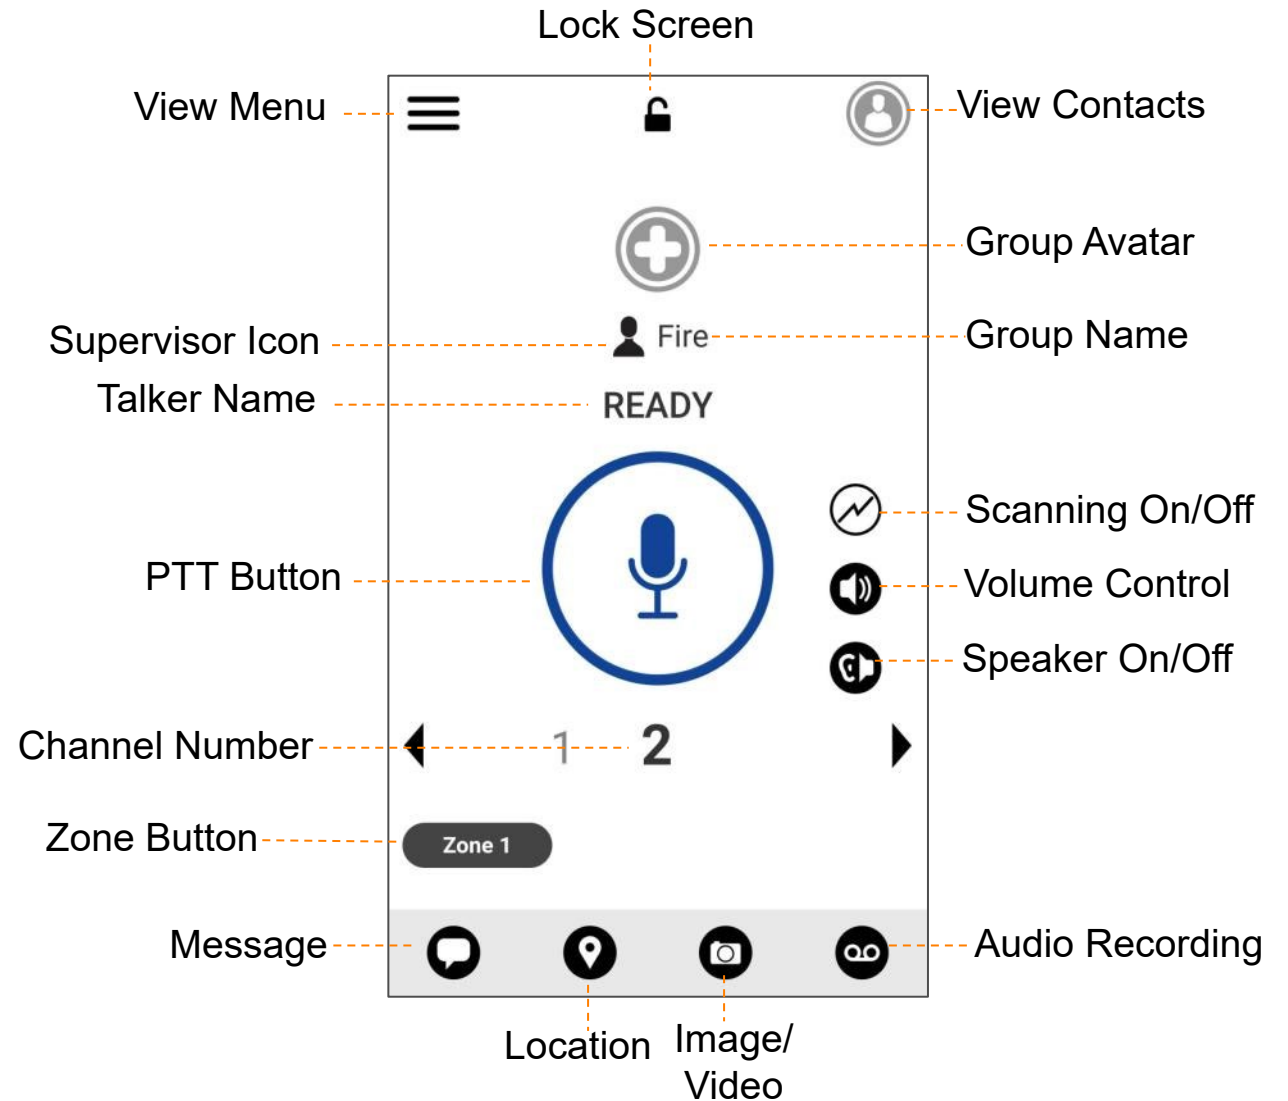 Lock Screen
View Menu
View Contacts
Group Avatar
Supervisor Icon
Fire
Group Name
Talker Name
READY
Scanning On/Off
PTT Button
Volume Control
Speaker On/Off
Channel Number
1 2
Zone Button
Zone 1
Message
Audio Recording
Location
Image/
Video